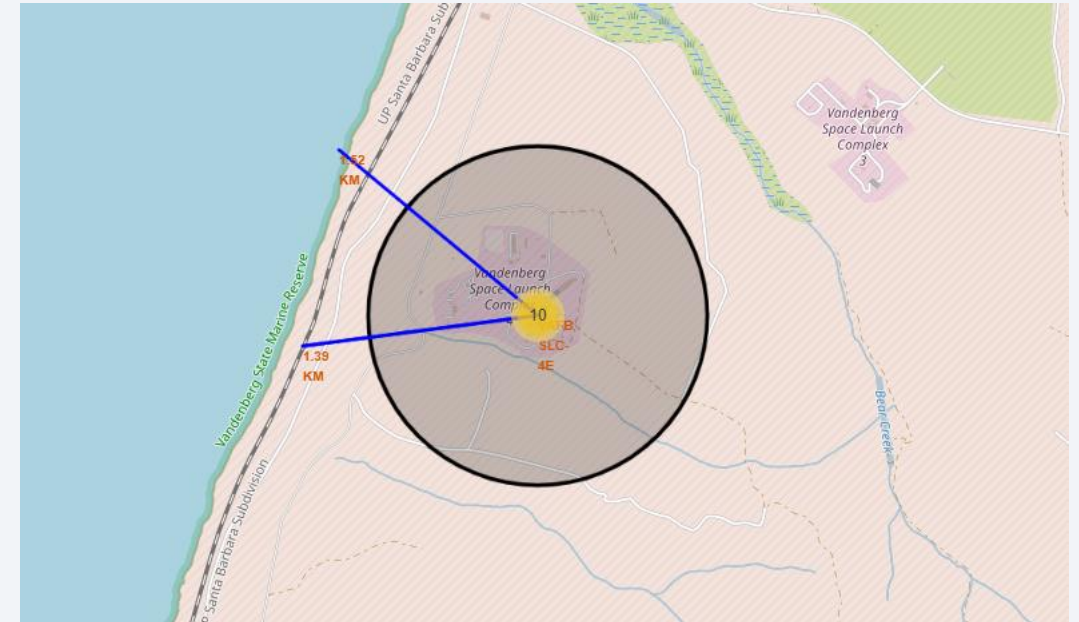 UP Santa Barbara Sub
Vandenberg
Space Launch
Complex
3
1.52
KM
Vandenberg State Marine Reserve
Vandenberg
Space Launch
10
SLC-
4E
1.39
KM
Bear Creek
Santa Barbara Subdivision